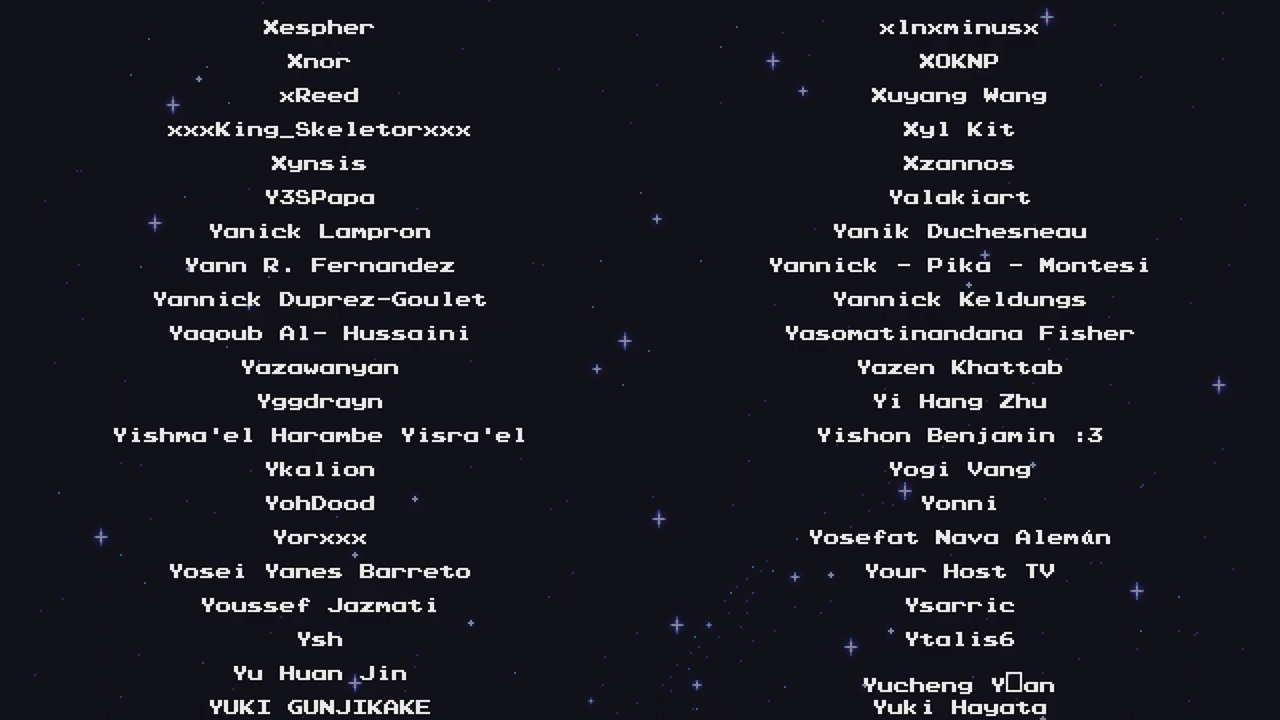 Xespher
xlnxminusx
Xnor
XOKNP
xReed
Xuyang Wang
xxxKing_Skeletorxxx
Xyl Kit
Xynsis
Xzannos
Y3SPapa
Yalakiart
Yanick Lampron
Yanik Duchesneau
Yann R. Fernandez
Yannick - Pika - Montesi
Yannick Duprez-Goulet
Yannick Keldungs
Yaqoub Al- Hussaini
Yasomatinandana Fisher
Yazawanyan
Yazen Khattab
Yggdrayn
Yi Hang Zhu
Yishma'el Harambe Yisra'el
Yishon Benjamin :3
Ykalion
Yogi Vang
YohDood
Yonni
Yorxxx
Yosefat Nava Alemán
Yosei Yanes Barreto
Your Host TV
Youssef Jazmati
Ysarric
Ysh
Ytalis6
Yu Huan Jin
Yucheng Y□an
YUKI GUNJIKAKE
Yuki Hayata